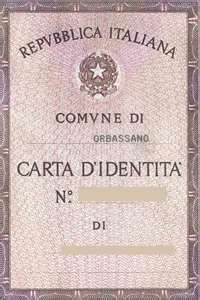 REPVBBLICA ITALIANA
COMVNE DI
ORBASSANO
CARTA D'IDENTITA'
N.º
DI